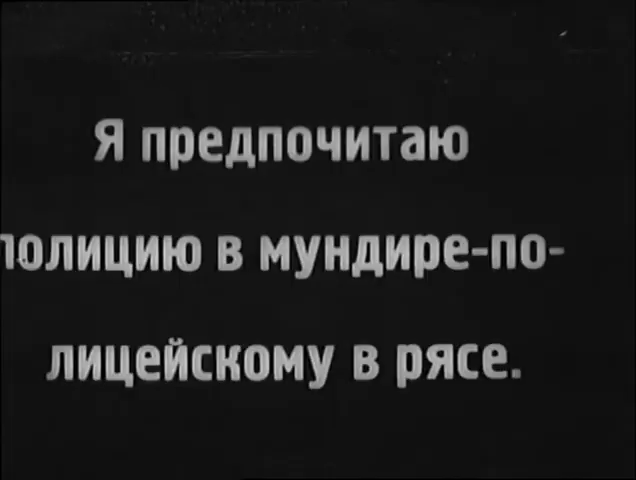 Я предпочитаю
полицию в мундире-по-
лицейскому в рясе.